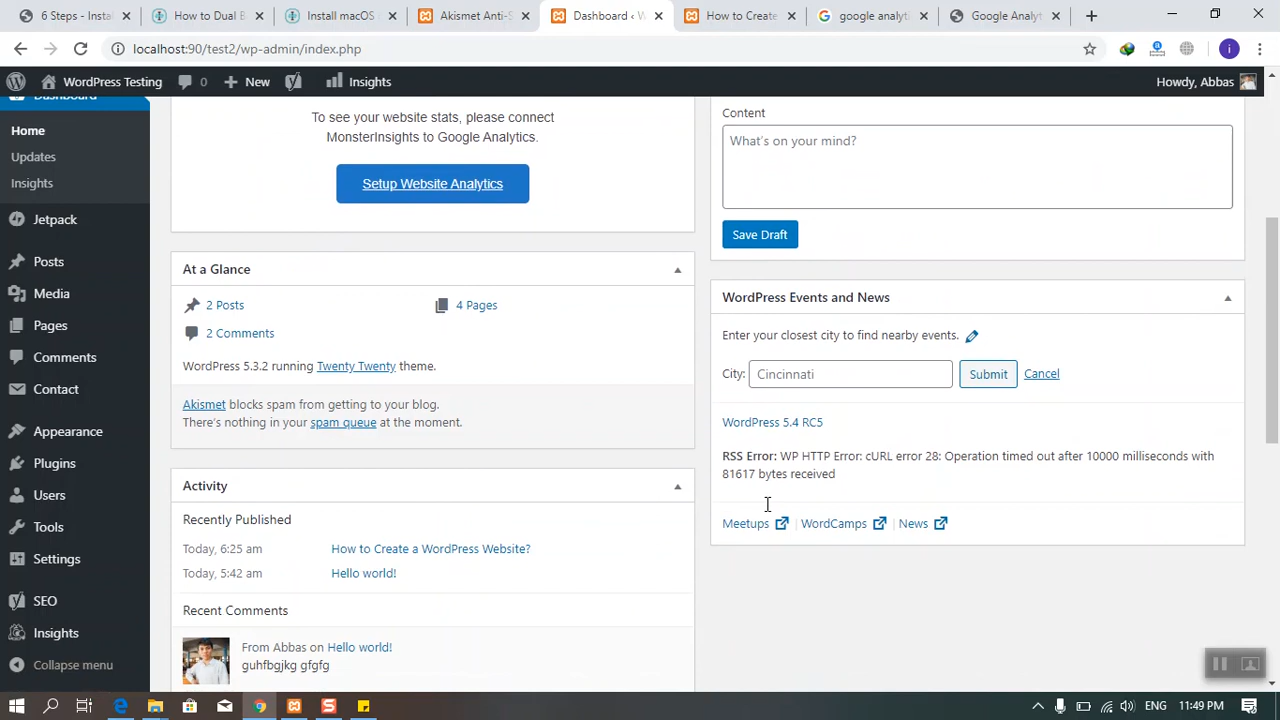 6 Steps - Instal
How to Dual B
Install macOS
Akismet Anti-S
Dashboard ‹ W
How to Create
google analyti
Google Analyt
localhost:90/test2/wp-admin/index.php
i
WordPress Testing
0
New
Insights
Howdy, Abbas
Dashboard
Home
Updates
Insights
Jetpack
Posts
Media
Pages
Comments
Contact
Appearance
Plugins
Users
Tools
Settings
SEO
Insights
Collapse menu
To see your website stats, please connect
MonsterInsights to Google Analytics.
Setup Website Analytics
At a Glance
2 Posts
4 Pages
2 Comments
WordPress 5.3.2 running Twenty Twenty theme.
Akismet blocks spam from getting to your blog.
There's nothing in your spam queue at the moment.
Activity
Recently Published
Today, 6:25 am How to Create a WordPress Website?
Today, 5:42 am Hello world!
Recent Comments
From Abbas on Hello world!
guhfbgjkg gfgfg
Content
What's on your mind?
Save Draft
WordPress Events and News
Enter your closest city to find nearby events.
City: Cincinnati Submit Cancel
WordPress 5.4 RC5
RSS Error: WP HTTP Error: cURL error 28: Operation timed out after 10000 milliseconds with
81617 bytes received
Meetups | WordCamps | News
ENG 11:49 PM